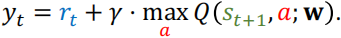 y_t = r_t + γ · max_a Q(s_{t+1}, a; w).